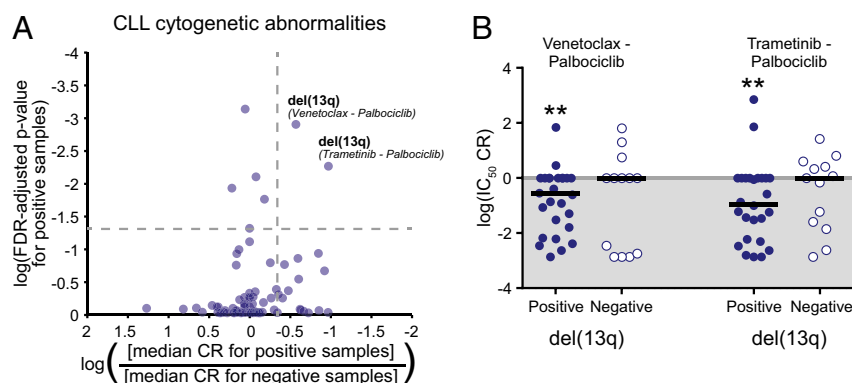 A
CLL cytogenetic abnormalities
log(FDR-adjusted p-value
for positive samples)
-4
-3.5
-3
-2.5
-2
-1.5
-1
-0.5
0
del(13q)
(Venetoclax - Palbociclib)
del(13q)
(Trametinib - Palbociclib)
2 1.5 1 0.5 0 -0.5 -1 -1.5 -2
log([median CR for positive samples]
[median CR for negative samples])
B
Venetoclax -
Palbociclib
Trametinib -
Palbociclib
log(IC50 CR)
4
2
0
-2
-4
** **
Positive Negative Positive Negative
del(13q) del(13q)